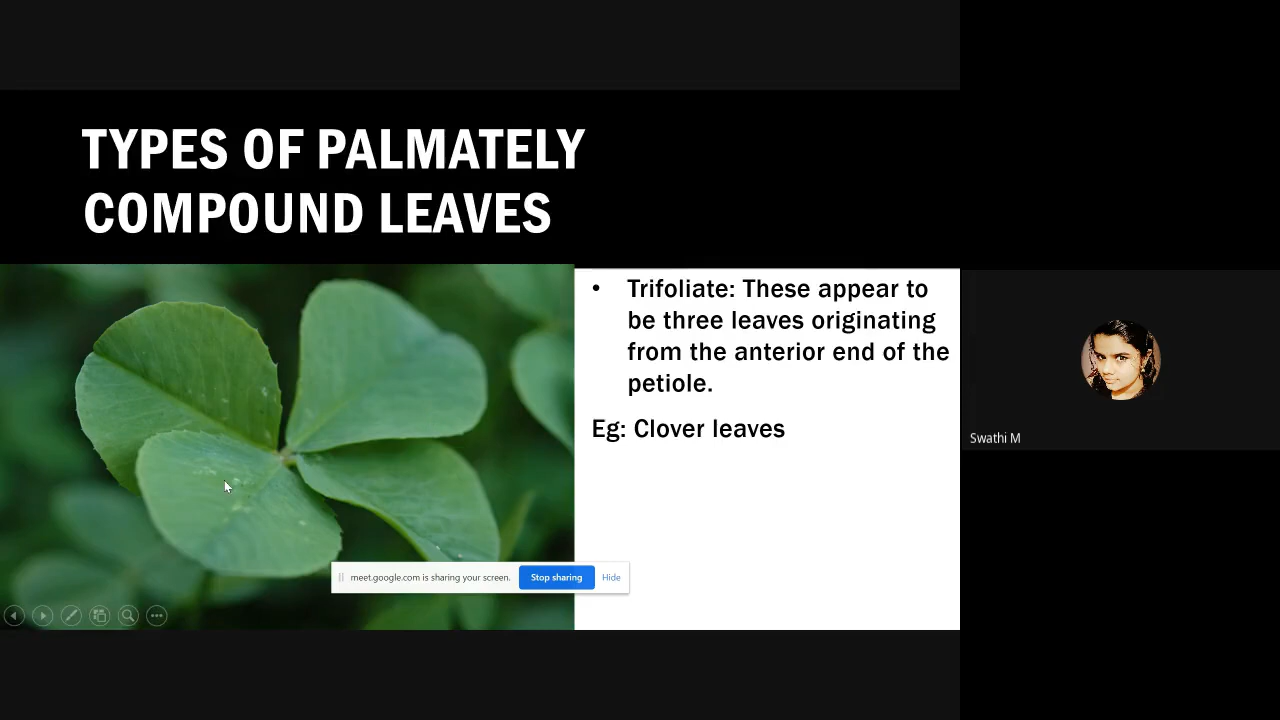 TYPES OF PALMATELY
COMPOUND LEAVES
• Trifoliate: These appear to
be three leaves originating
from the anterior end of the
petiole.
Eg: Clover leaves
Swathi M
meet.google.com is sharing your screen. Stop sharing Hide